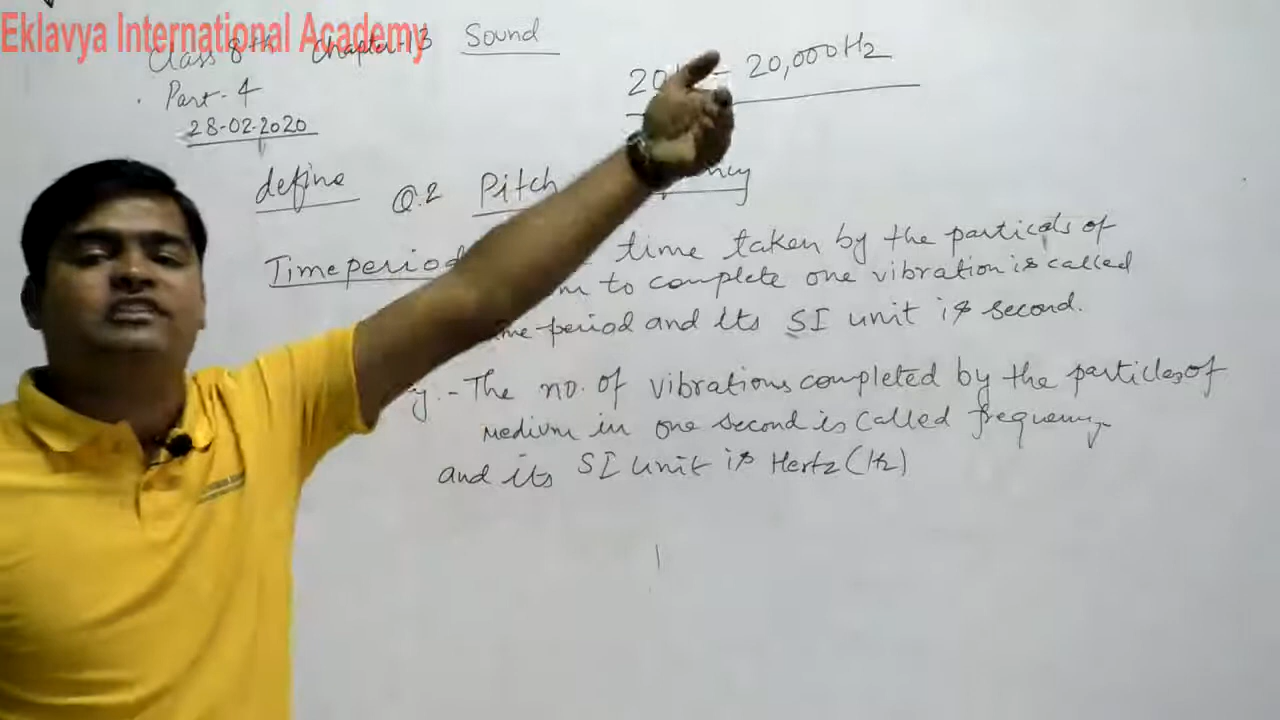 Eklavya International Academy
Class 8th Chapter-13 Sound
Part-4
28-02-2020
20 - 20,000Hz
define Q.2 Pitch
Timeperiod time taken by the particals of
to complete one vibration is called
period and its SI unit is second.
:- The no. of vibrations completed by the particles of
medium in one second is called frequency
and its SI unit is Hertz (Hz)